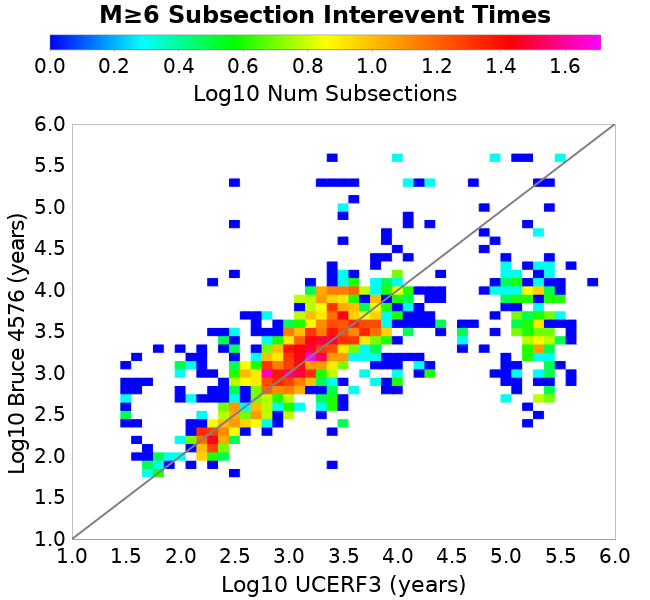 M≥6 Subsection Interevent Times
0.0 0.2 0.4 0.6 0.8 1.0 1.2 1.4 1.6
Log10 Num Subsections
6.0
5.5
5.0
4.5
4.0
3.5
3.0
2.5
2.0
1.5
1.0
Log10 Bruce 4576 (years)
1.0 1.5 2.0 2.5 3.0 3.5 4.0 4.5 5.0 5.5 6.0
Log10 UCERF3 (years)